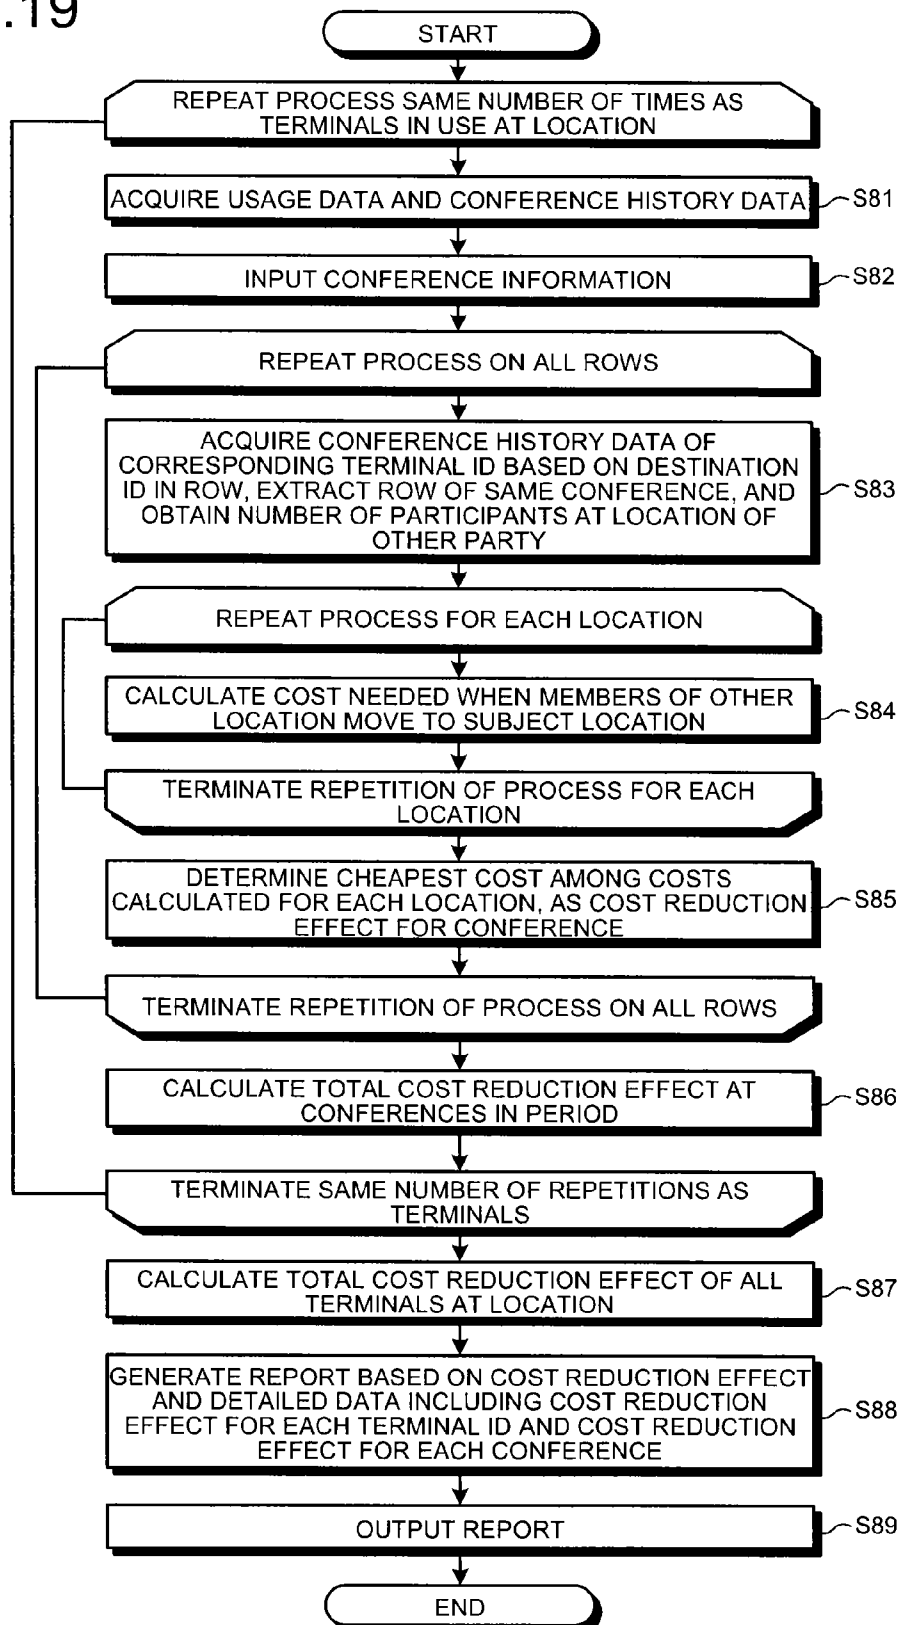 .19
START
REPEAT PROCESS SAME NUMBER OF TIMES AS
TERMINALS IN USE AT LOCATION
ACQUIRE USAGE DATA AND CONFERENCE HISTORY DATA
S81
INPUT CONFERENCE INFORMATION
S82
REPEAT PROCESS ON ALL ROWS
ACQUIRE CONFERENCE HISTORY DATA OF
CORRESPONDING TERMINAL ID BASED ON DESTINATION
ID IN ROW, EXTRACT ROW OF SAME CONFERENCE, AND
OBTAIN NUMBER OF PARTICIPANTS AT LOCATION OF
OTHER PARTY
S83
REPEAT PROCESS FOR EACH LOCATION
CALCULATE COST NEEDED WHEN MEMBERS OF OTHER
LOCATION MOVE TO SUBJECT LOCATION
S84
TERMINATE REPETITION OF PROCESS FOR EACH
LOCATION
DETERMINE CHEAPEST COST AMONG COSTS
CALCULATED FOR EACH LOCATION, AS COST REDUCTION
EFFECT FOR CONFERENCE
S85
TERMINATE REPETITION OF PROCESS ON ALL ROWS
CALCULATE TOTAL COST REDUCTION EFFECT AT
CONFERENCES IN PERIOD
S86
TERMINATE SAME NUMBER OF REPETITIONS AS
TERMINALS
CALCULATE TOTAL COST REDUCTION EFFECT OF ALL
TERMINALS AT LOCATION
S87
GENERATE REPORT BASED ON COST REDUCTION EFFECT
AND DETAILED DATA INCLUDING COST REDUCTION
EFFECT FOR EACH TERMINAL ID AND COST REDUCTION
EFFECT FOR EACH CONFERENCE
S88
OUTPUT REPORT
S89
END